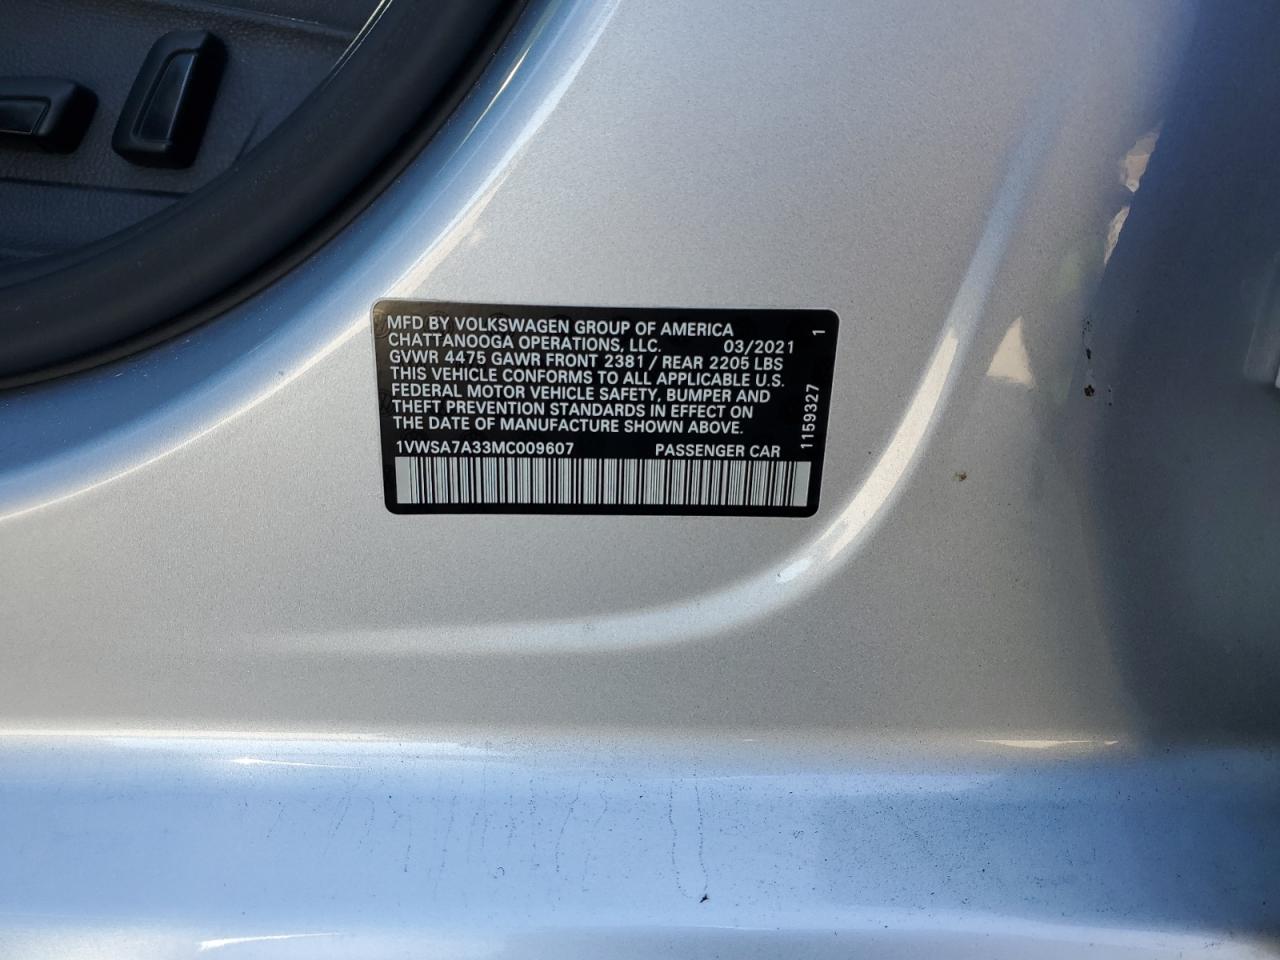 MFD BY VOLKSWAGEN GROUP OF AMERICA 1
CHATTANOOGA OPERATIONS, LLC. 03/2021
GVWR 4475 GAWR FRONT 2381 / REAR 2205 LBS
THIS VEHICLE CONFORMS TO ALL APPLICABLE U.S.
FEDERAL MOTOR VEHICLE SAFETY, BUMPER AND
THEFT PREVENTION STANDARDS IN EFFECT ON
THE DATE OF MANUFACTURE SHOWN ABOVE.
1VWSA7A33MC009607 PASSENGER CAR
1159327